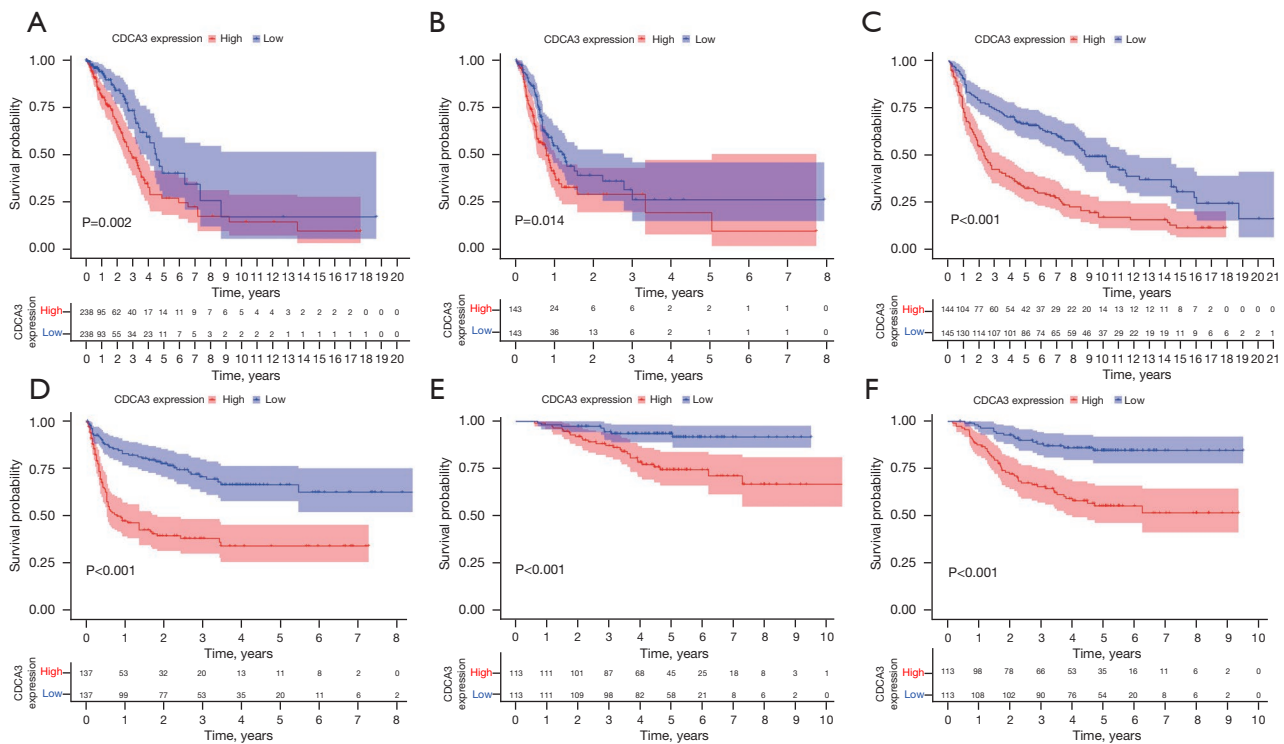 A
CDCA3 expression High Low
Survival probability
1.00
0.75
0.50
0.25
0.00
P=0.002
0 1 2 3 4 5 6 7 8 9 10 11 12 13 14 15 16 17 18 19 20
Time, years
CDCA3 expression
High 238 95 62 40 17 14 11 9 7 6 5 4 4 3 2 2 2 2 0 0 0
Low 238 93 55 34 23 11 7 5 3 2 2 2 2 1 1 1 1 1 1 0 0
Time, years
B
CDCA3 expression High Low
Survival probability
1.00
0.75
0.50
0.25
0.00
P=0.014
0 1 2 3 4 5 6 7 8
Time, years
CDCA3 expression
High 143 24 6 6 2 2 1 1 0
Low 143 36 13 6 2 1 1 1 0
0 1 2 3 4 5 6 7 8
Time, years
C
CDCA3 expression High Low
Survival probability
1.00
0.75
0.50
0.25
0.00
P<0.001
0 1 2 3 4 5 6 7 8 9 10 11 12 13 14 15 16 17 18 19 20 21
Time, years
CDCA3 expression
High 144 104 77 60 54 42 37 29 22 20 14 13 12 12 11 8 7 2 0 0 0 0
Low 145 130 114 107 101 86 74 65 59 46 37 29 22 19 19 11 9 6 6 2 2 1
0 1 2 3 4 5 6 7 8 9 10 11 12 13 14 15 16 17 18 19 20 21
Time, years
D
CDCA3 expression High Low
Survival probability
1.00
0.75
0.50
0.25
0.00
P<0.001
0 1 2 3 4 5 6 7 8
Time, years
CDCA3 expression
High 137 53 32 20 13 11 8 2 0
Low 137 99 77 53 35 20 11 6 2
0 1 2 3 4 5 6 7 8
Time, years
E
CDCA3 expression High Low
Survival probability
1.00
0.75
0.50
0.25
0.00
P<0.001
0 1 2 3 4 5 6 7 8 9 10
Time, years
CDCA3 expression
High 113 111 101 87 68 45 25 18 8 3 1
Low 113 111 109 98 82 58 21 8 6 2 0
0 1 2 3 4 5 6 7 8 9 10
Time, years
F
CDCA3 expression High Low
Survival probability
1.00
0.75
0.50
0.25
0.00
P<0.001
0 1 2 3 4 5 6 7 8 9 10
Time, years
CDCA3 expression
High 113 98 78 66 53 35 16 11 6 2 0
Low 113 108 102 90 76 54 20 8 6 2 0
0 1 2 3 4 5 6 7 8 9 10
Time, years